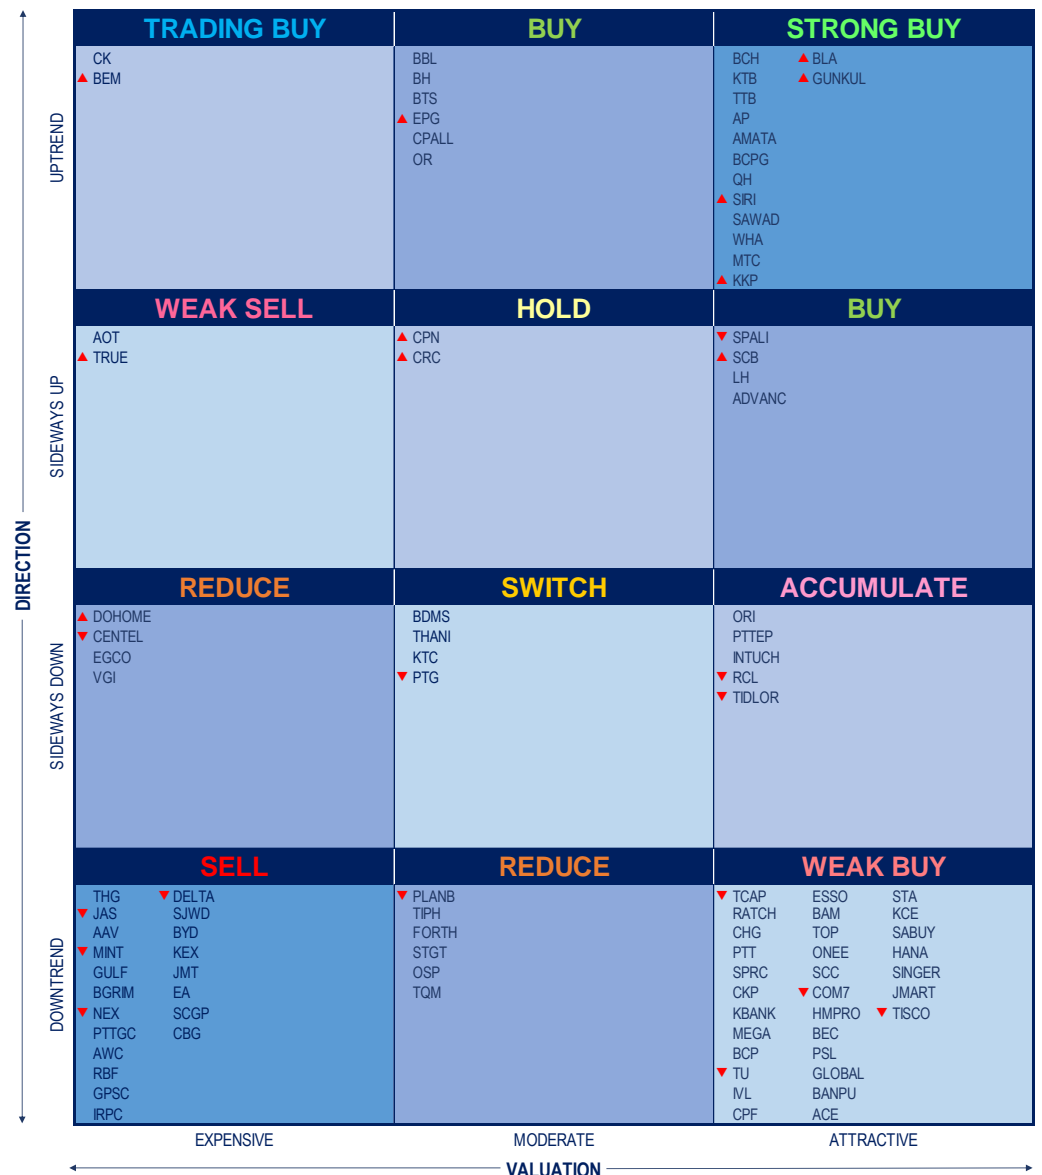 TRADING BUY BUY STRONG BUY
CK BBL BCH ▲ BLA
▲ BEM BH KTB ▲ GUNKUL
BTS TTB
▲ EPG AP
CPALL AMATA
OR BCPG
QH
▲ SIRI
SAWAD
WHA
MTC
▲ KKP
UPTREND
WEAK SELL HOLD BUY
AOT ▲ CPN ▼ SPALI
▲ TRUE ▲ CRC ▲ SCB
LH
ADVANC
SIDEWAYS UP
DIRECTION
REDUCE SWITCH ACCUMULATE
▲ DOHOME BDMS ORI
▼ CENTEL THANI PTTEP
EGCO KTC INTUCH
VGI ▼ PTG ▼ RCL
▼ TIDLOR
SIDEWAYS DOWN
SELL REDUCE WEAK BUY
THG ▼ DELTA ▼ PLANB ▼ TCAP ESSO STA
▼ JAS SJWD TIPH RATCH BAM KCE
AAV BYD FORTH CHG TOP SABUY
▼ MINT KEX STGT PTT ONEE HANA
GULF JMT OSP SPRC SCC SINGER
BGRIM EA TQM CKP ▼ COM7 JMART
▼ NEX SCGP KBANK HMPRO ▼ TISCO
PTTGC CBG MEGA BEC
AWC BCP PSL
RBF ▼ TU GLOBAL
GPSC IVL BANPU
IRPC CPF ACE
DOWNTREND
EXPENSIVE MODERATE ATTRACTIVE
VALUATION